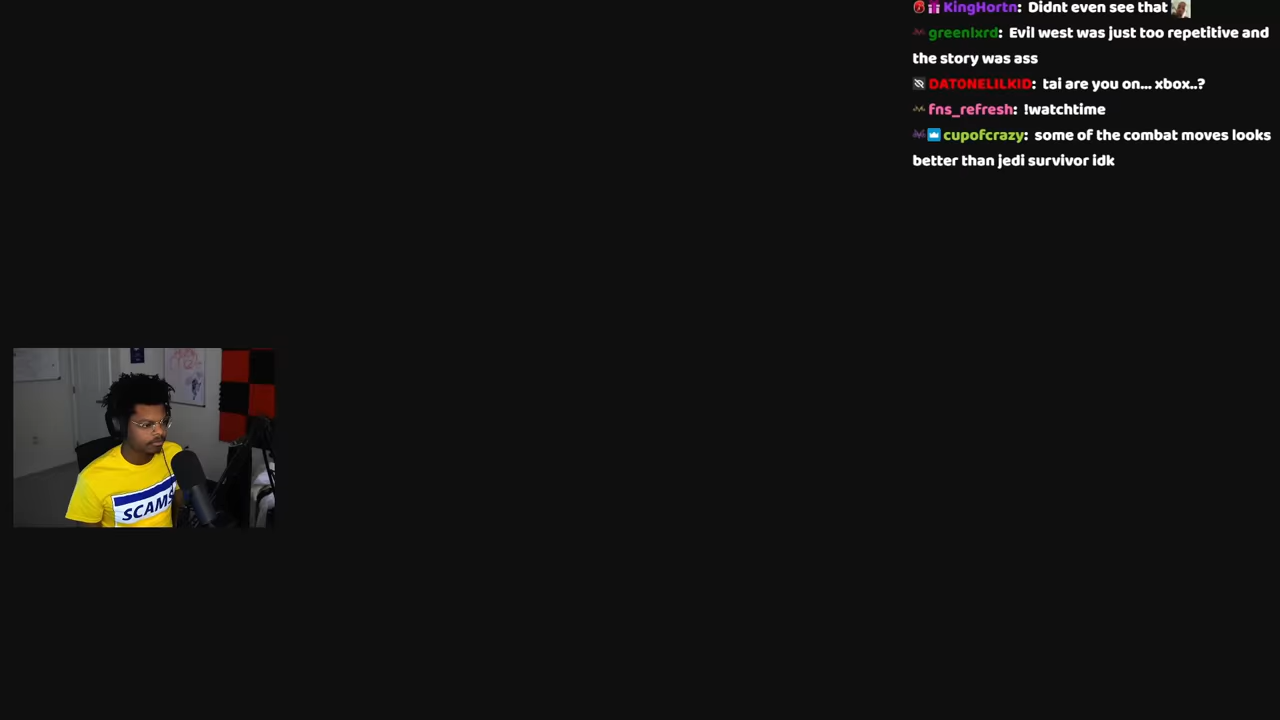 KingHortn: Didnt even see that
greenlxrd: Evil west was just too repetitive and
the story was ass
DATONELILKID: tai are you on... xbox..?
fns_refresh: !watchtime
cupofcrazy: some of the combat moves looks
better than jedi survivor idk
SCAMS